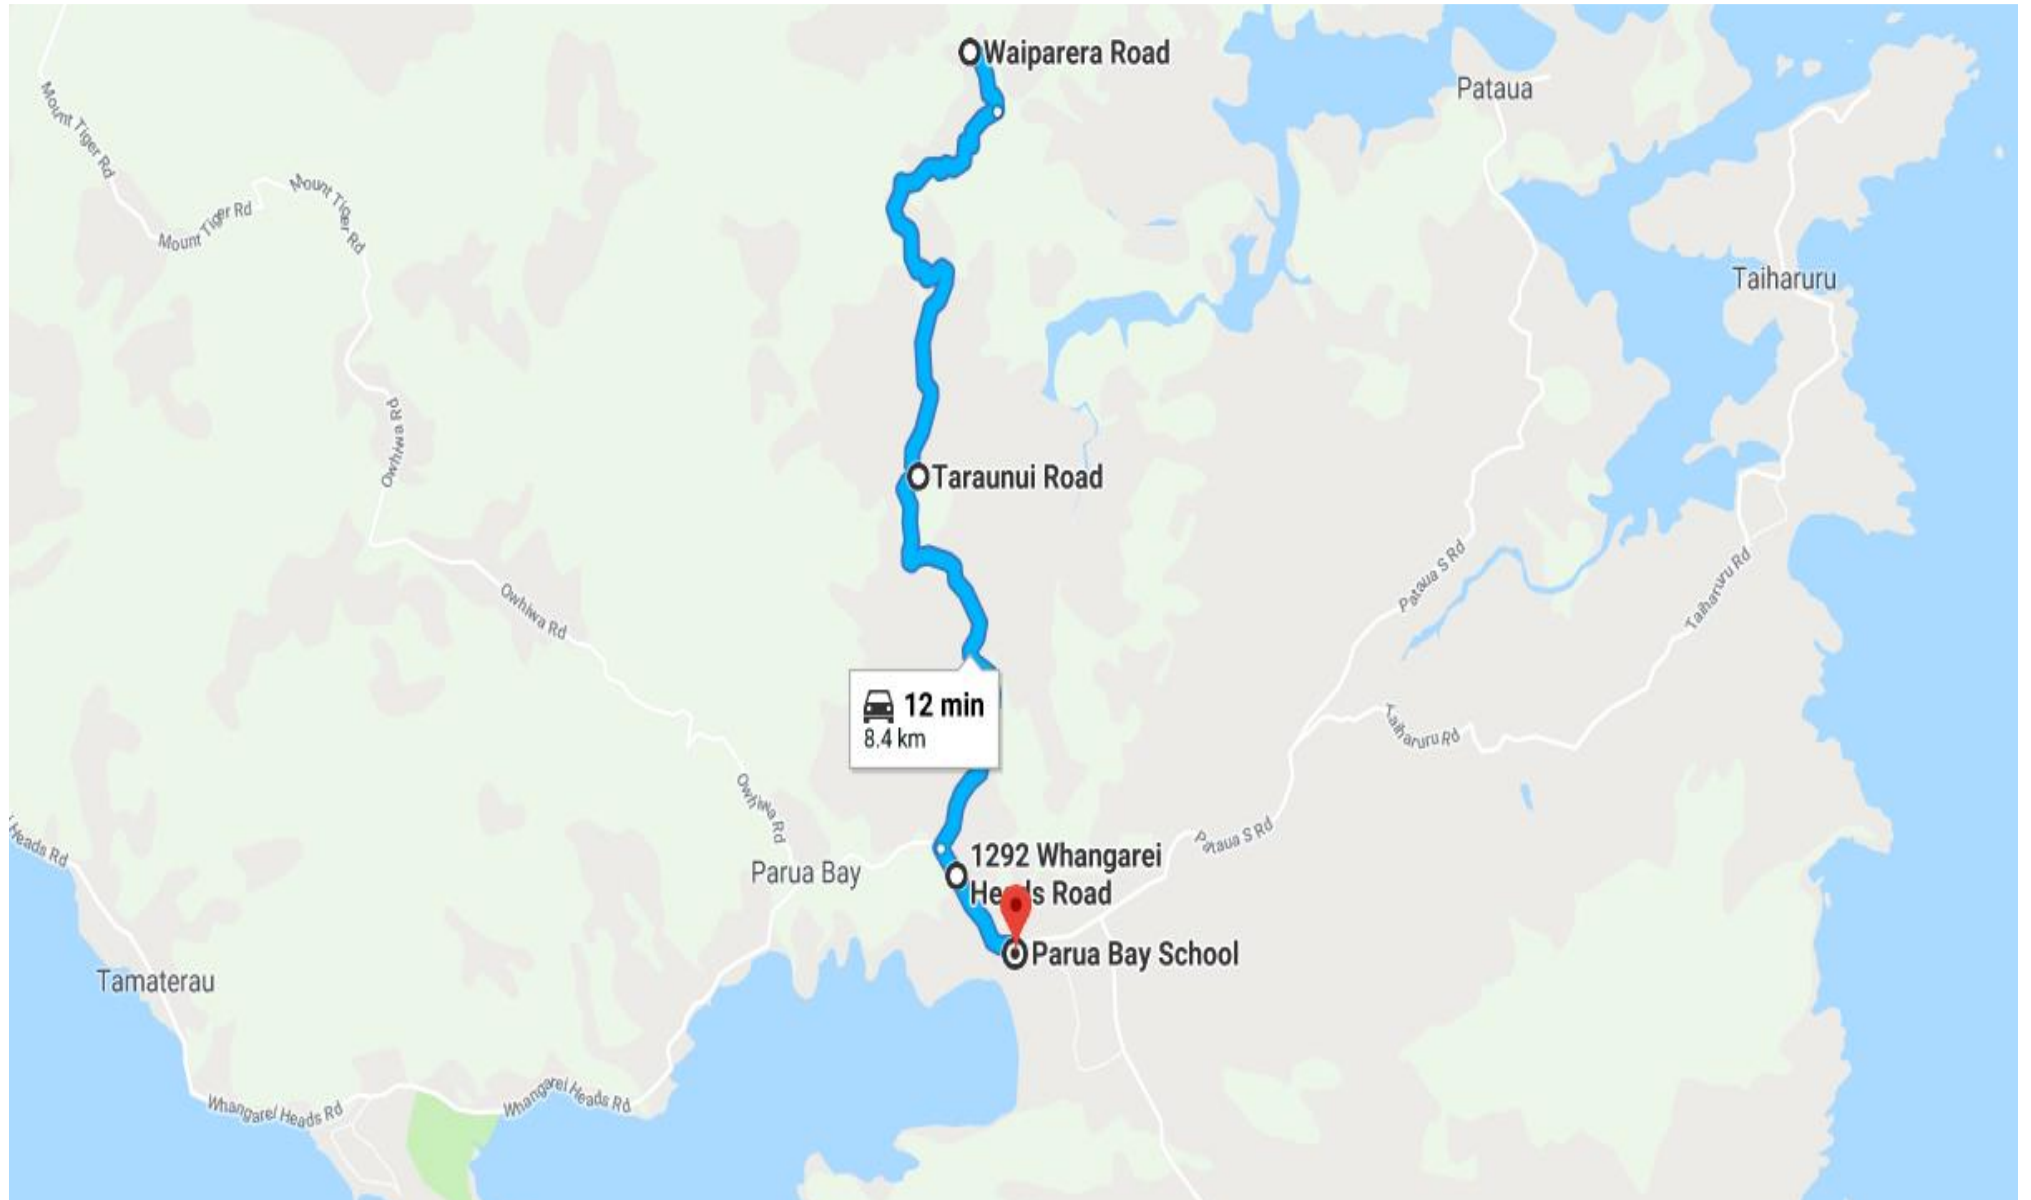 Waiparera Road
Pataua
Mount Tiger Rd
Mount Tiger Rd
Mount Tiger Rd
Taiharuru
Owhiwa Rd
Taraunui Road
Pataua S Rd
Taiharuru Rd
Owhiwa Rd
12 min
8.4 km
Taiharuru Rd
Owhiwa Rd
Heads Rd
Pataua S Rd
1292 Whangarei
Heads Road
Parua Bay
Parua Bay School
Tamaterau
Whangarei Heads Rd
Whangarei Heads Rd